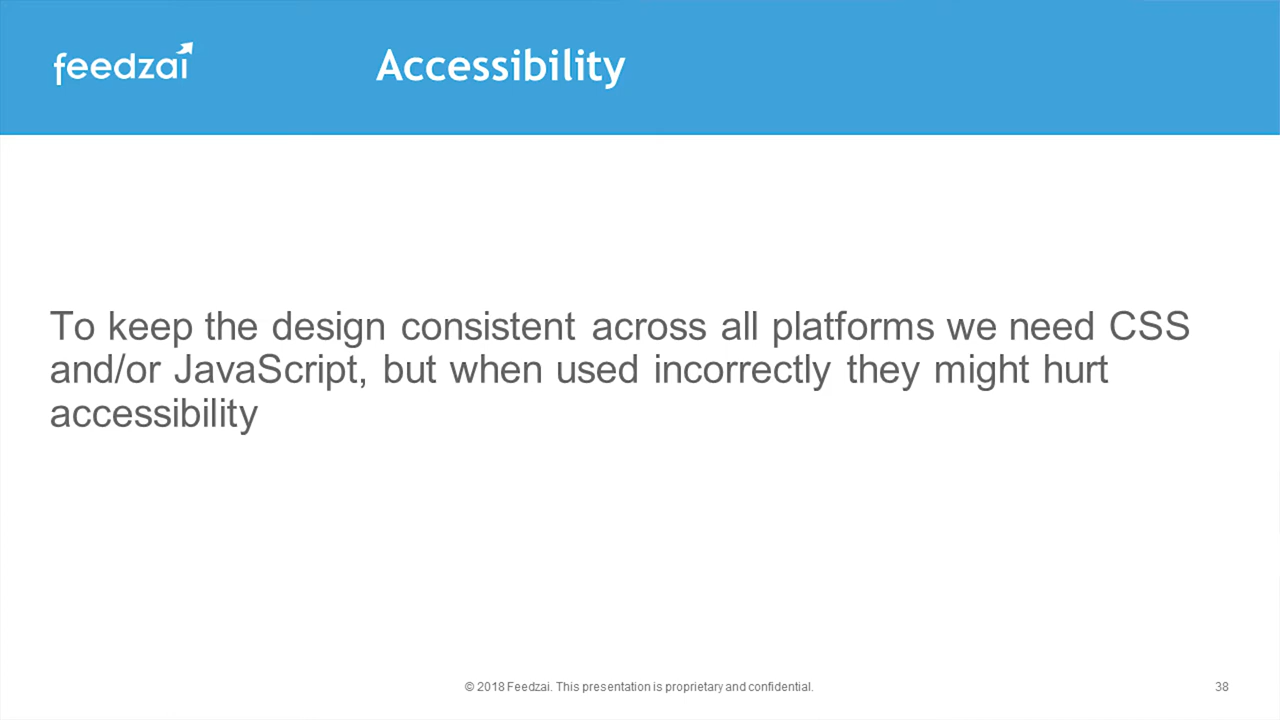 feedzai
Accessibility
To keep the design consistent across all platforms we need CSS
and/or JavaScript, but when used incorrectly they might hurt
accessibility
© 2018 Feedzai. This presentation is proprietary and confidential.
38